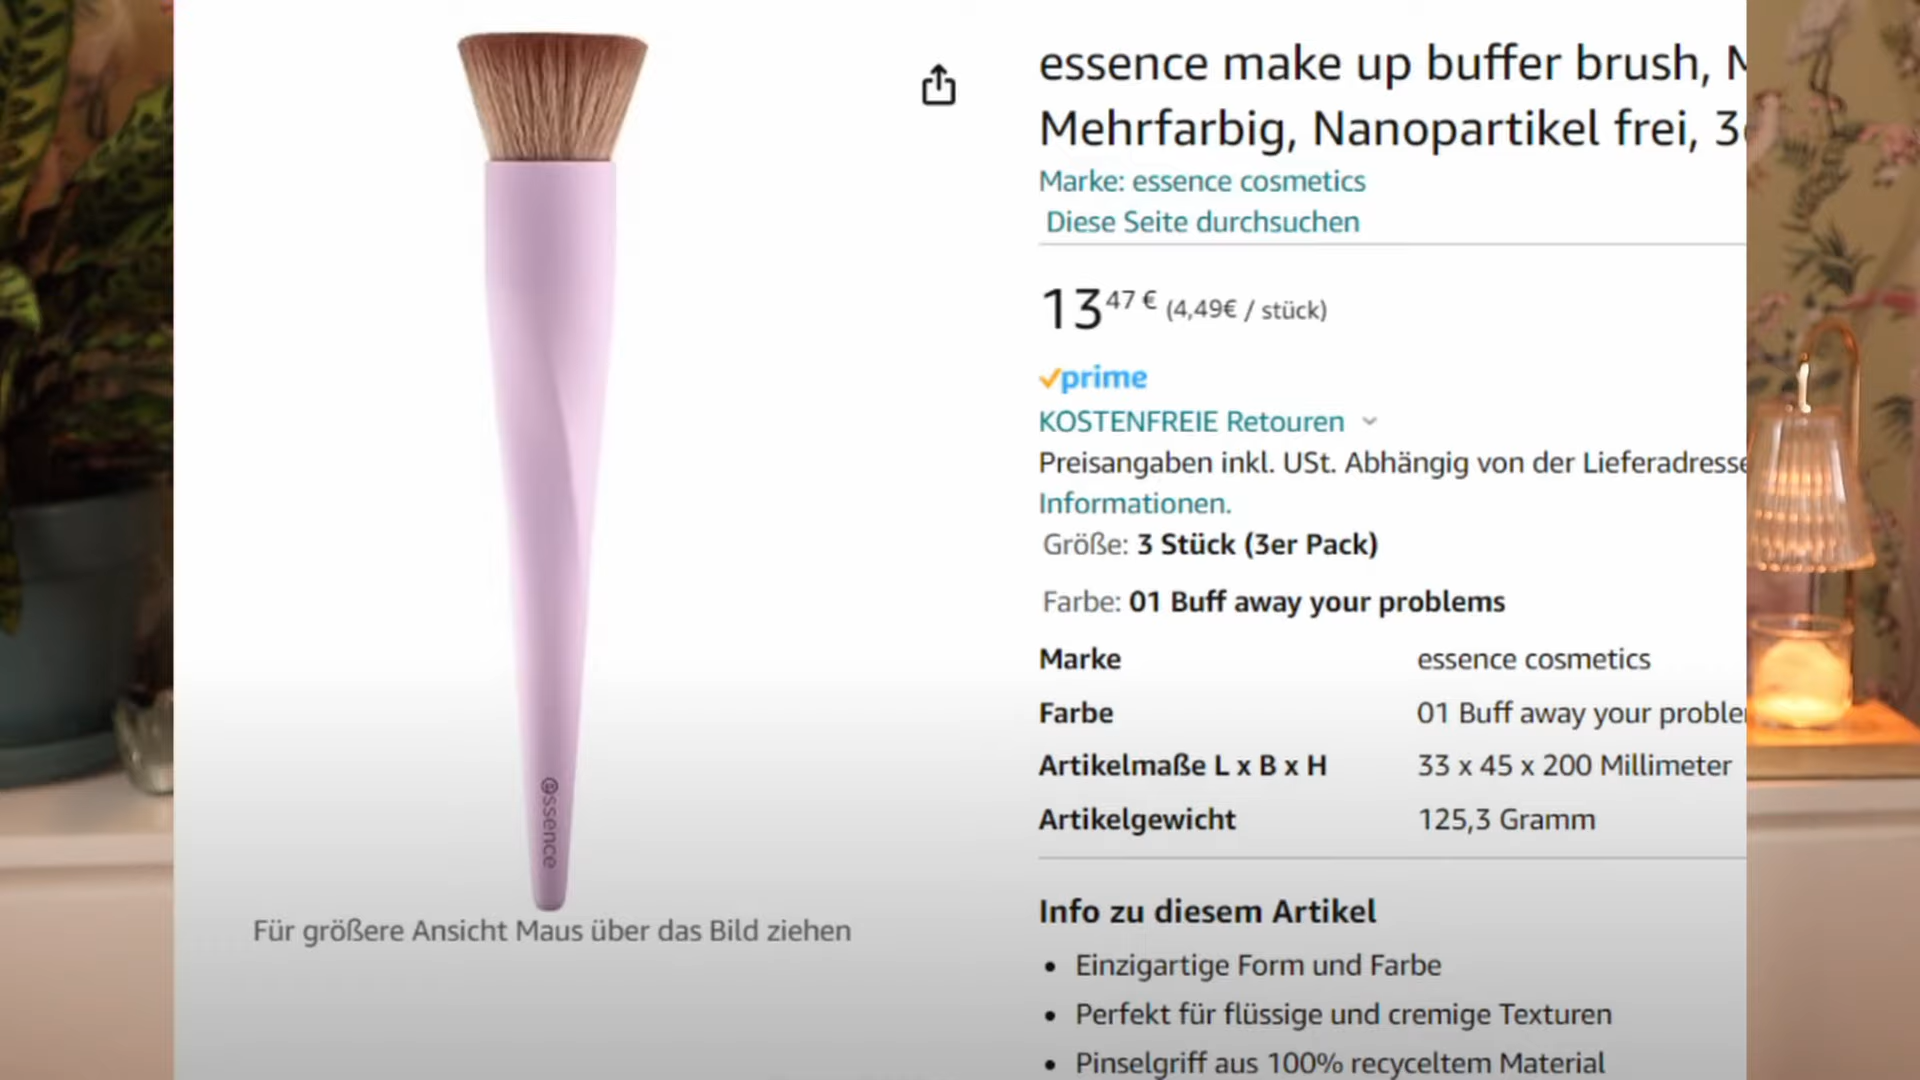 essence make up buffer brush,
Mehrfarbig, Nanopartikel frei,
Marke: essence cosmetics
Diese Seite durchsuchen
13 47 € (4,49€ / stück)
prime
KOSTENFREIE Retouren
Preisangaben inkl. USt. Abhängig von der Lieferadresse
Informationen.
Größe: 3 Stück (3er Pack)
Farbe: 01 Buff away your problems
Marke essence cosmetics
Farbe 01 Buff away your
Artikelmaße L x B x H 33 x 45 x 200 Millimeter
Artikelgewicht 125,3 Gramm
Info zu diesem Artikel
• Einzigartige Form und Farbe
• Perfekt für flüssige und cremige Texturen
• Pinselgriff aus 100% recyceltem Material
essence
Für größere Ansicht Maus über das Bild ziehen